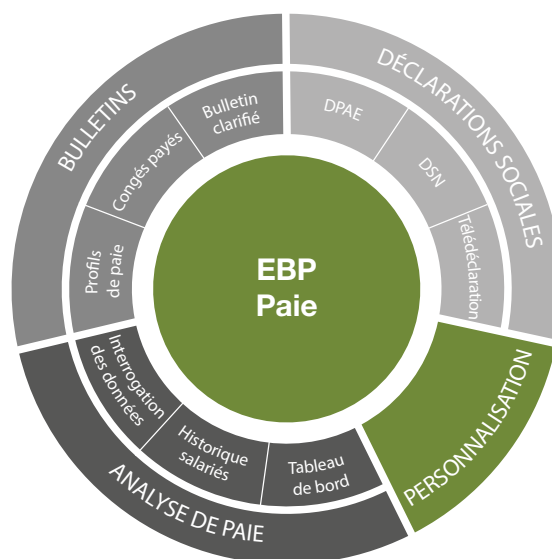 BULLETINS
Profils
de paie
Congés payés
Bulletin
clarifié
DÉCLARATIONS SOCIALES
DPAE
DSN
Télédéclaration
EBP
Paie
PERSONNALISATION
ANALYSE DE PAIE
Interrogation
des données
Historique
salariés
Tableau
de bord